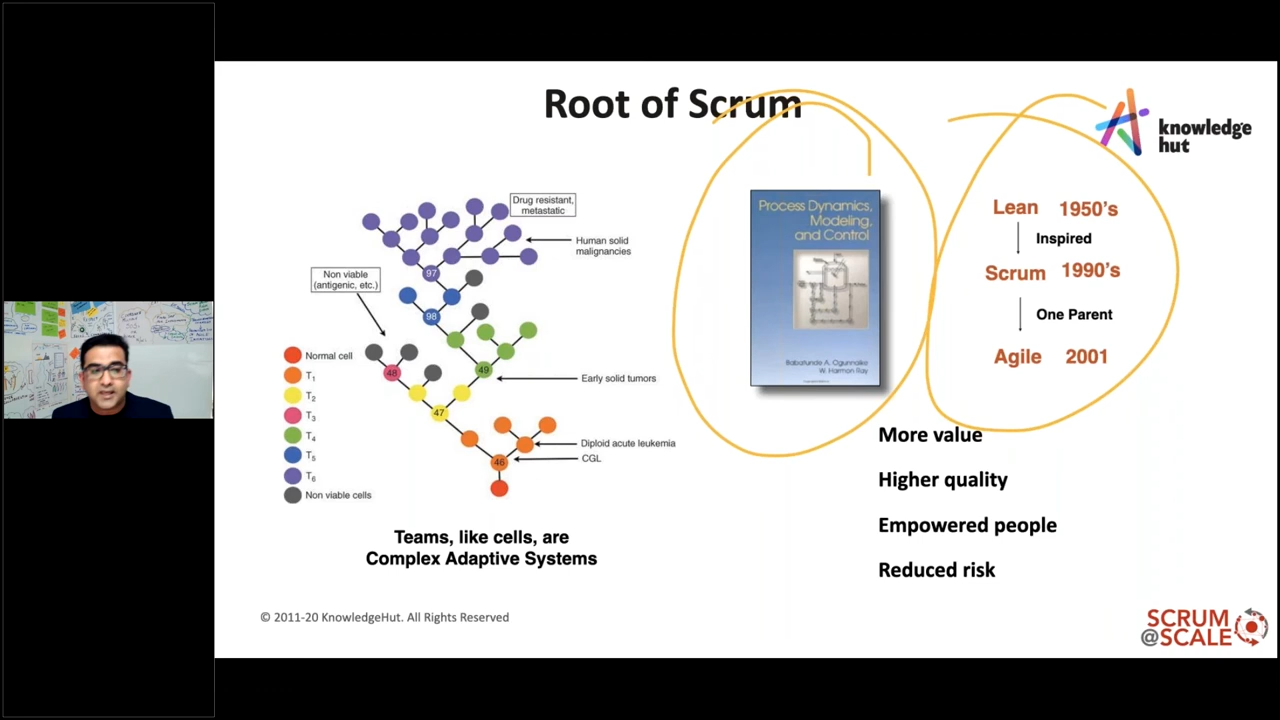 Root of Scrum
knowledge
hut
Drug resistant,
metastatic
Human solid
malignancies
97
Non viable
(antigenic, etc.)
98
49
48
Early solid tumors
47
Diploid acute leukemia
CGL
46
Normal cell
T1
T2
T3
T4
T5
T6
Non viable cells
Teams, like cells, are
Complex Adaptive Systems
Process Dynamics,
Modeling,
and Control
Babatunde A. Ogunnaike
W. Harmon Ray
Lean 1950's
Inspired
Scrum 1990's
One Parent
Agile 2001
More value
Higher quality
Empowered people
Reduced risk
© 2011-20 KnowledgeHut. All Rights Reserved
SCRUM
@SCALE